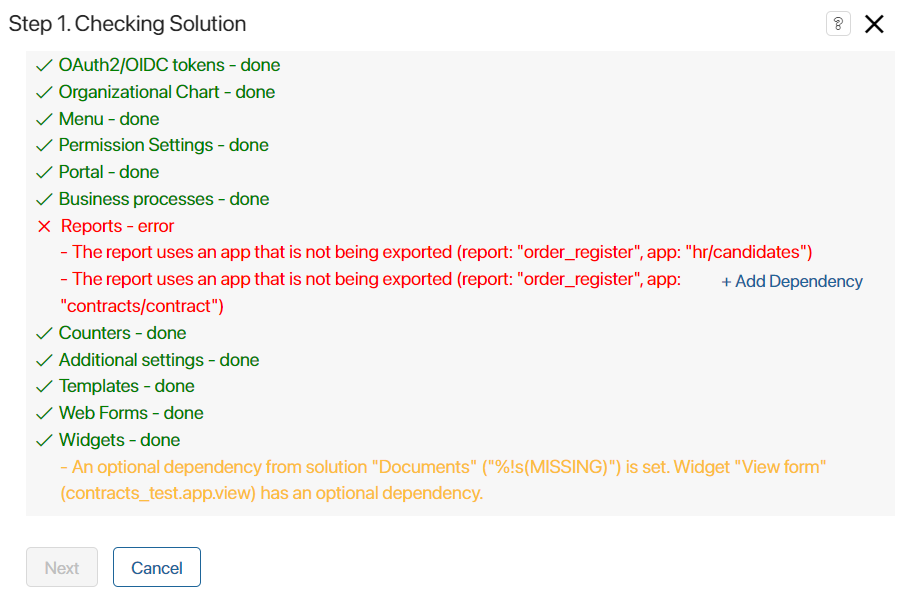 Step 1. Checking Solution
?
OAuth2/OIDC tokens - done
Organizational Chart - done
Menu - done
Permission Settings - done
Portal - done
Business processes - done
Reports - error
- The report uses an app that is not being exported (report: "order_register", app: "hr/candidates")
- The report uses an app that is not being exported (report: "order_register", app:
"contracts/contract")
+ Add Dependency
Counters - done
Additional settings - done
Templates - done
Web Forms - done
Widgets - done
- An optional dependency from solution "Documents" ("%!s(MISSING)") is set. Widget "View form"
(contracts_test.app.view) has an optional dependency.
Next
Cancel